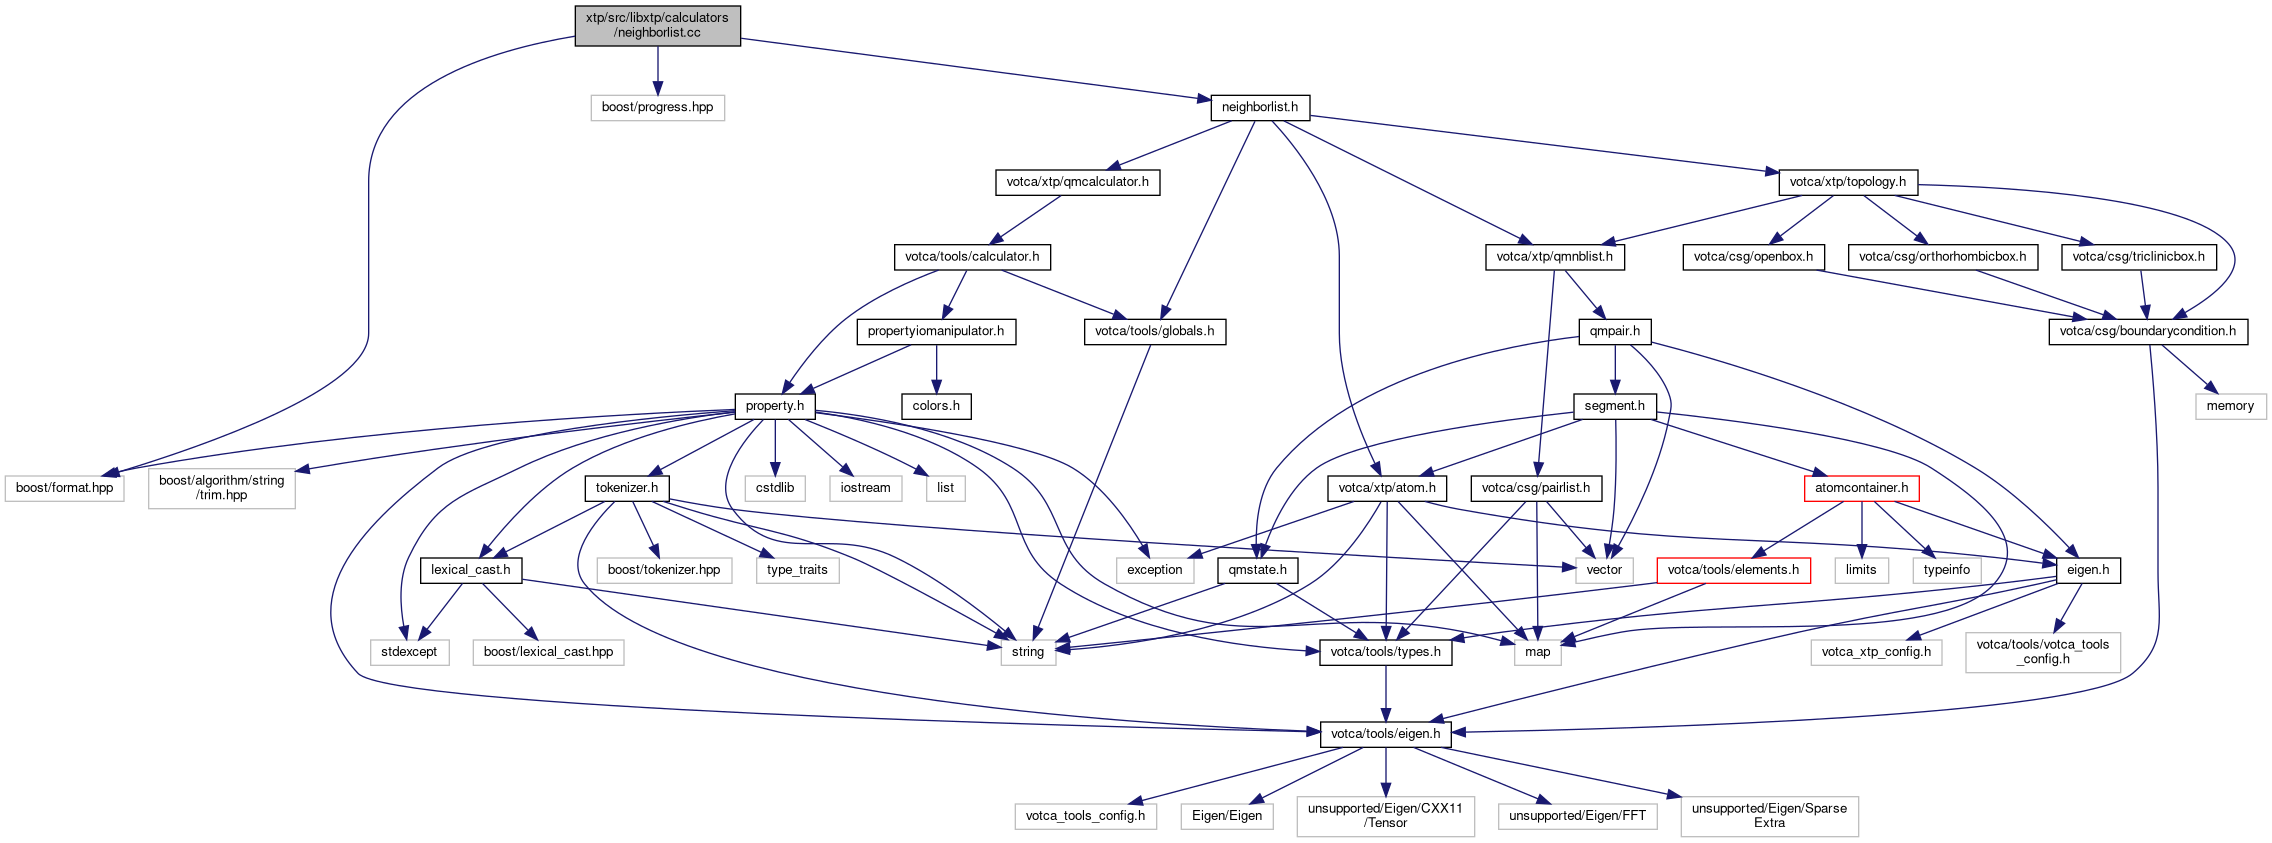 xtp/src/libxtp/calculators
/neighborlist.cc
boost/progress.hpp
neighborlist.h
votca/xtp/qmcalculator.h
votca/xtp/topology.h
votca/tools/calculator.h
votca/xtp/qmnblist.h
votca/csg/openbox.h
votca/csg/orthorhombicbox.h
votca/csg/triclinicbox.h
propertyiomanipulator.h
votca/tools/globals.h
qmpair.h
votca/csg/boundarycondition.h
property.h
colors.h
segment.h
memory
boost/format.hpp
boost/algorithm/string
/trim.hpp
tokenizer.h
cstdlib
iostream
list
votca/xtp/atom.h
votca/csg/pairlist.h
atomcontainer.h
lexical_cast.h
boost/tokenizer.hpp
type_traits
exception
qmstate.h
vector
votca/tools/elements.h
limits
typeinfo
eigen.h
stdexcept
boost/lexical_cast.hpp
string
votca/tools/types.h
map
votca_xtp_config.h
votca/tools/votca_tools
_config.h
votca/tools/eigen.h
votca_tools_config.h
Eigen/Eigen
unsupported/Eigen/CXX11
/Tensor
unsupported/Eigen/FFT
unsupported/Eigen/Sparse
Extra